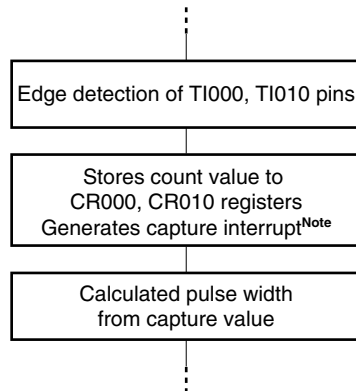 Edge detection of TI000, TI010 pins
Stores count value to
CR000, CR010 registers
Generates capture interruptNote
Calculated pulse width
from capture value